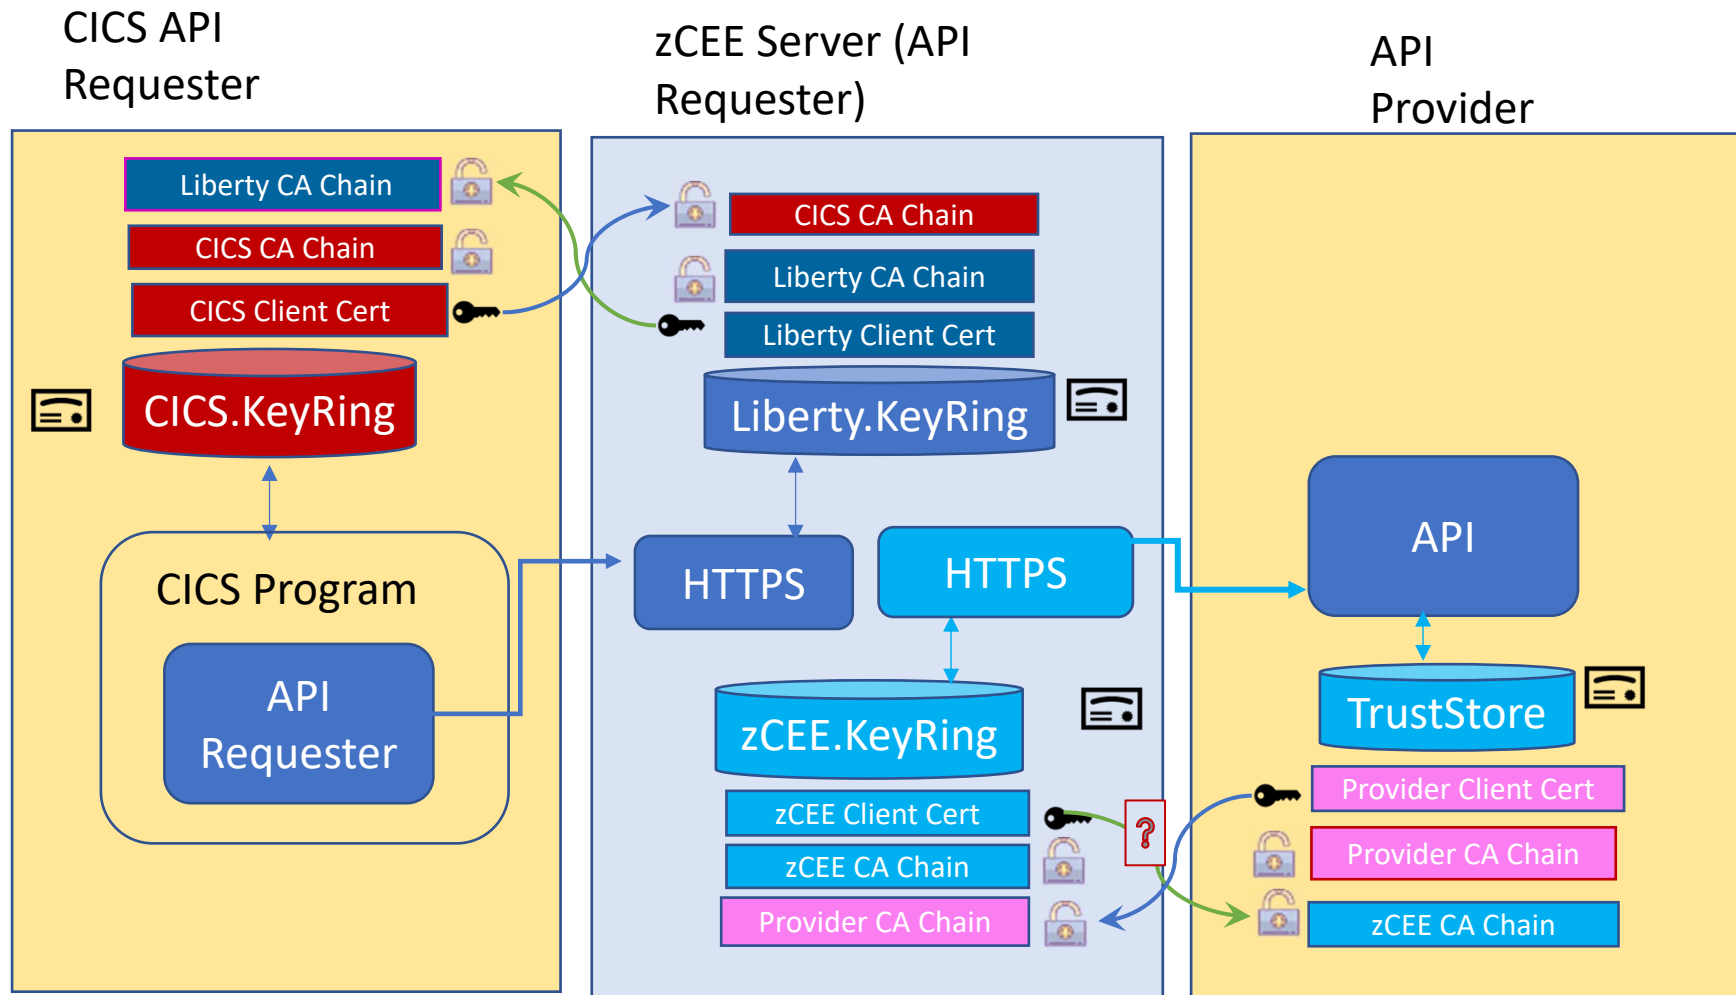 CICS API
Requester
Liberty CA Chain
CICS CA Chain
CICS Client Cert
CICS.KeyRing
CICS Program
API
Requester
zCEE Server (API
Requester)
CICS CA Chain
Liberty CA Chain
Liberty Client Cert
Liberty.KeyRing
HTTPS
HTTPS
zCEE.KeyRing
zCEE Client Cert
zCEE CA Chain
Provider CA Chain
?
API
Provider
API
TrustStore
Provider Client Cert
Provider CA Chain
zCEE CA Chain